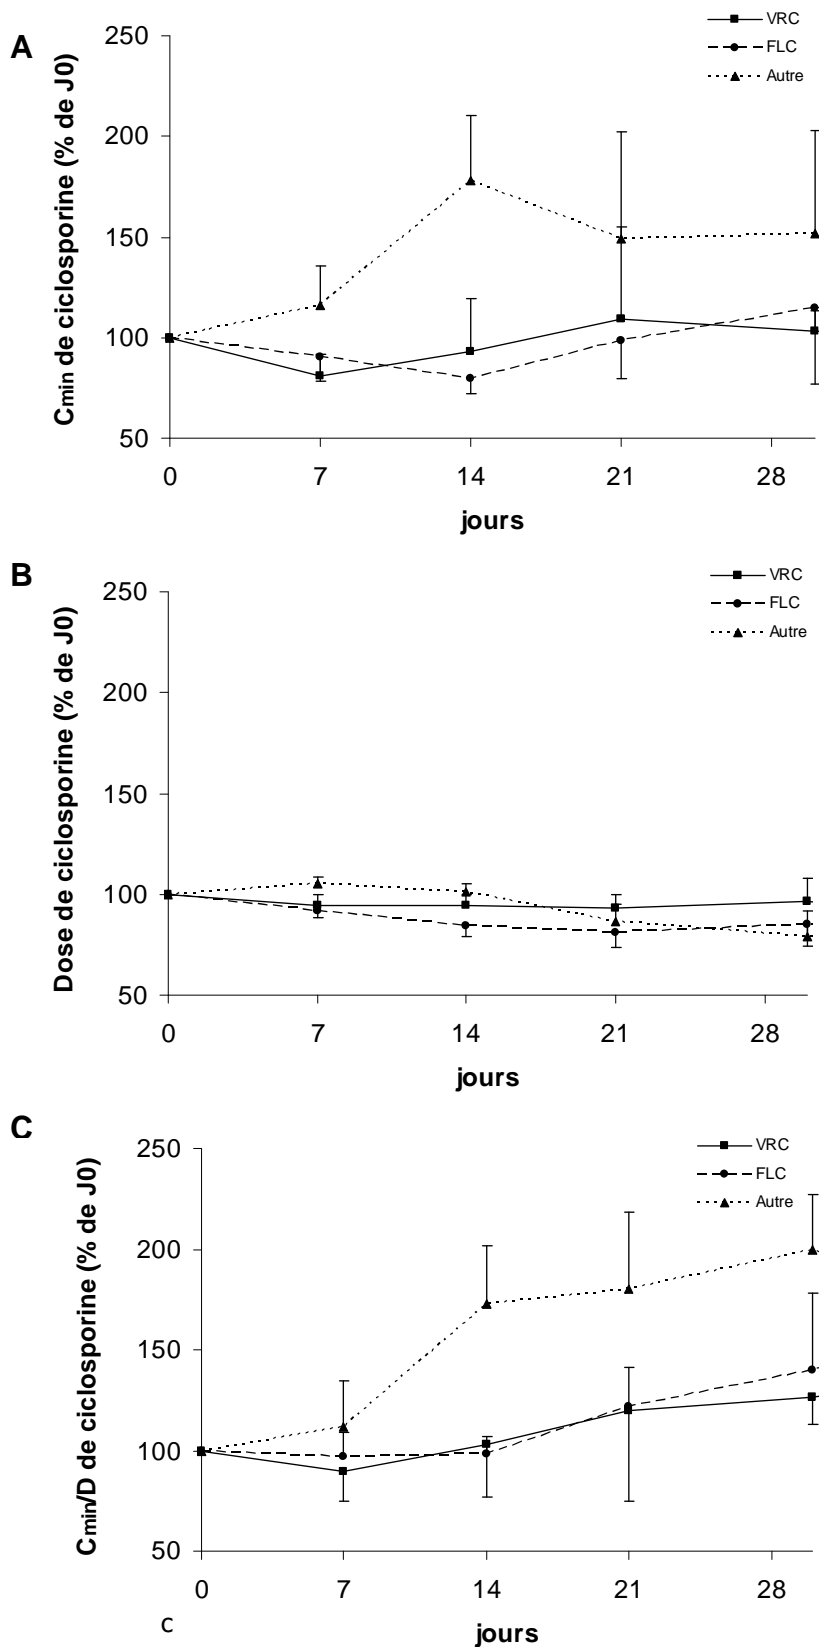 A
Cmin de ciclosporine (% de J0)
250
200
150
100
50
0 7 14 21 28
jours
VRC
FLC
Autre
B
Dose de ciclosporine (% de J0)
250
200
150
100
50
0 7 14 21 28
jours
VRC
FLC
Autre
C
Cmin/D de ciclosporine (% de J0)
250
200
150
100
50
0 7 14 21 28
c
jours
VRC
FLC
Autre